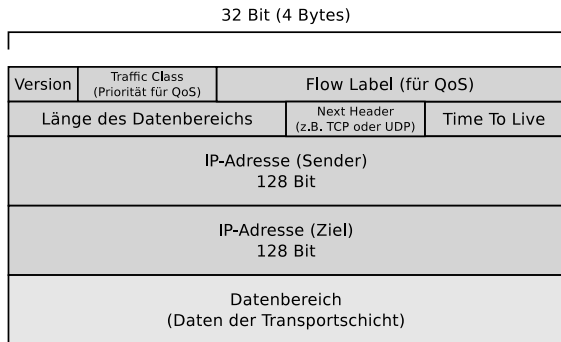 32 Bit (4 Bytes)
Version
Traffic Class
(Priorität für QoS)
Flow Label (für QoS)
Länge des Datenbereichs
Next Header
(z.B. TCP oder UDP)
Time To Live
IP-Adresse (Sender)
128 Bit
IP-Adresse (Ziel)
128 Bit
Datenbereich
(Daten der Transportschicht)